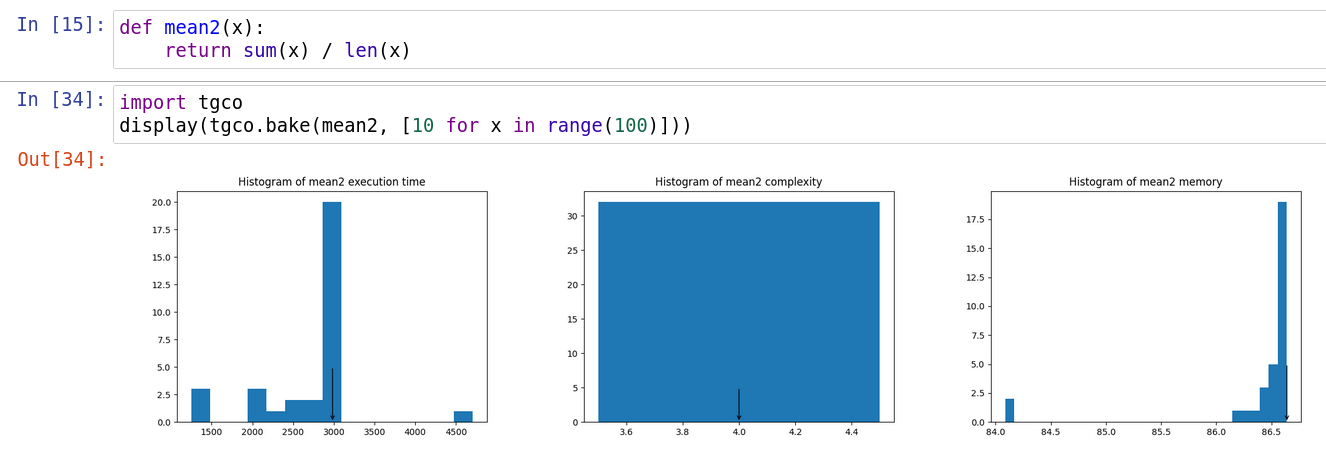 In [15]: def mean2(x):
    return sum(x) / len(x)
In [34]: import tgco
display(tgco.bake(mean2, [10 for x in range(100)]))
Out[34]:
Histogram of mean2 execution time
20.0
17.5
15.0
12.5
10.0
7.5
5.0
2.5
0.0
1500 2000 2500 3000 3500 4000 4500
Histogram of mean2 complexity
30
25
20
15
10
5
0
3.6 3.8 4.0 4.2 4.4
Histogram of mean2 memory
17.5
15.0
12.5
10.0
7.5
5.0
2.5
0.0
84.0 84.5 85.0 85.5 86.0 86.5